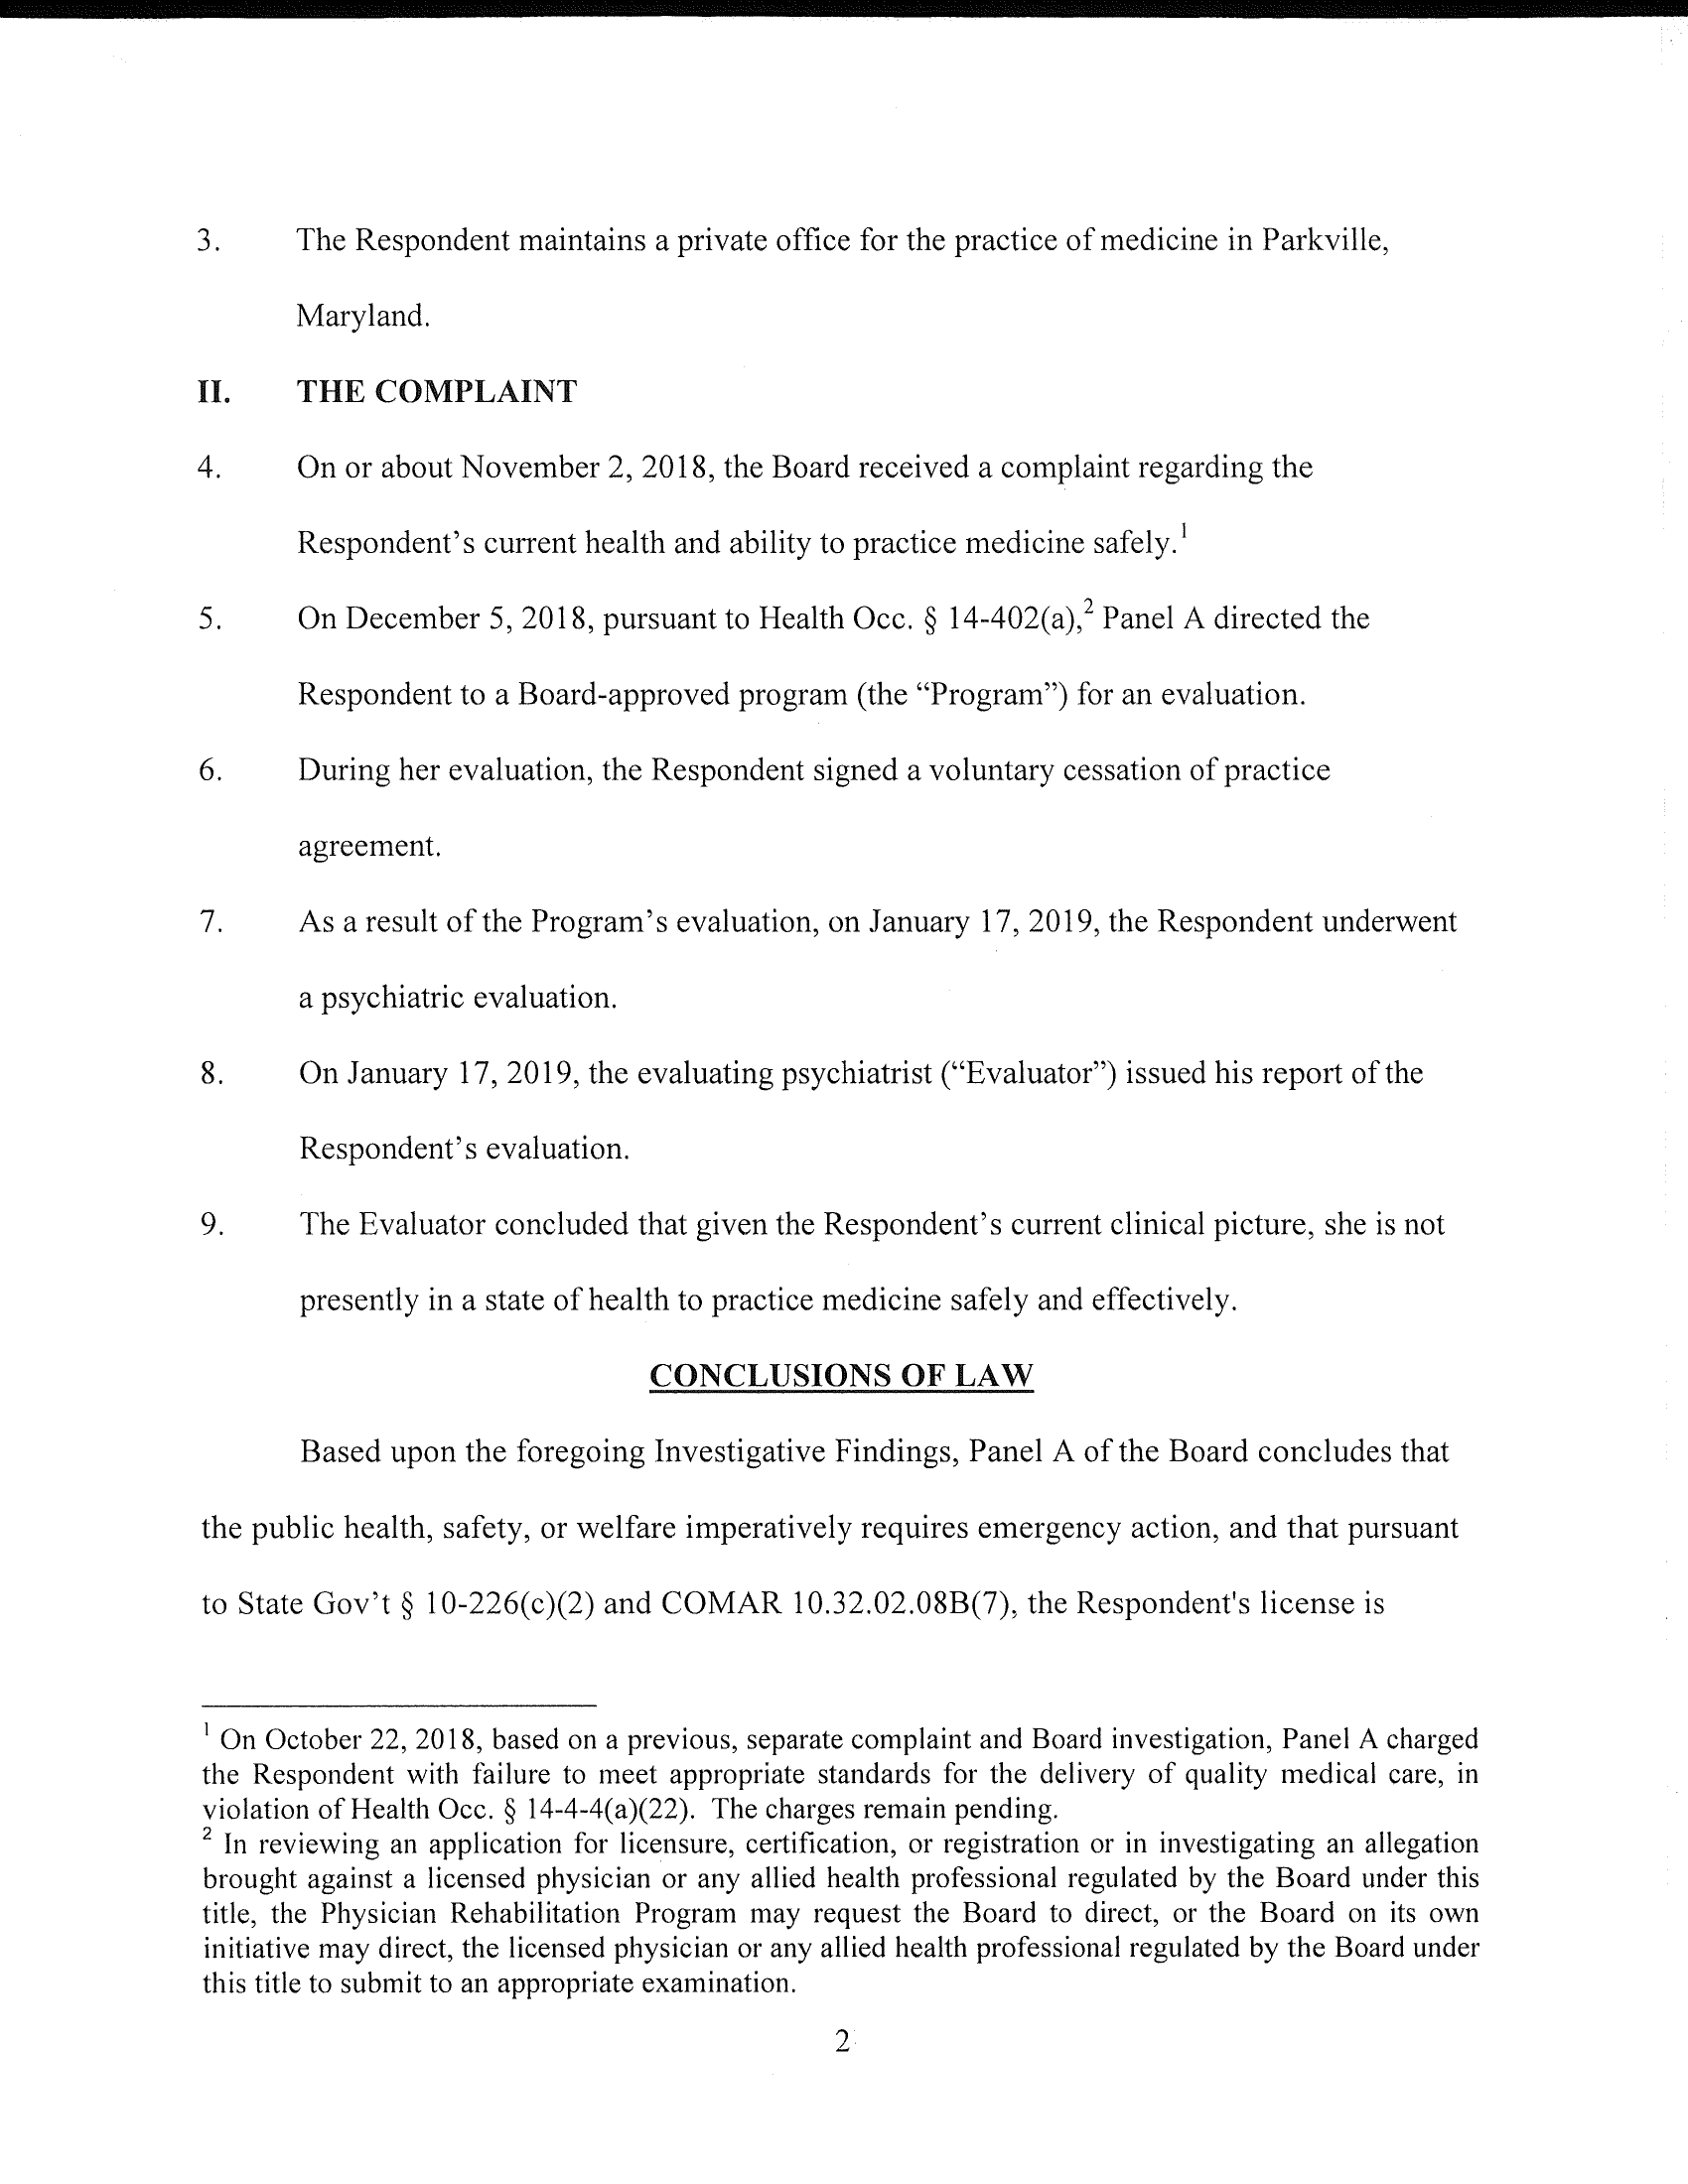 3. The Respondent maintains a private office for the practice of medicine in Parkville,
Maryland.
II. THE COMPLAINT
4. On or about November 2, 2018, the Board received a complaint regarding the
Respondent’s current health and ability to practice medicine safely.¹
5. On December 5, 2018, pursuant to Health Occ. § 14-402(a),² Panel A directed the
Respondent to a Board-approved program (the “Program”) for an evaluation.
6. During her evaluation, the Respondent signed a voluntary cessation of practice
agreement.
7. As a result of the Program’s evaluation, on January 17, 2019, the Respondent underwent
a psychiatric evaluation.
8. On January 17, 2019, the evaluating psychiatrist (“Evaluator”) issued his report of the
Respondent’s evaluation.
9. The Evaluator concluded that given the Respondent’s current clinical picture, she is not
presently in a state of health to practice medicine safely and effectively.
CONCLUSIONS OF LAW
Based upon the foregoing Investigative Findings, Panel A of the Board concludes that
the public health, safety, or welfare imperatively requires emergency action, and that pursuant
to State Gov’t § 10-226(c)(2) and COMAR 10.32.02.08B(7), the Respondent's license is
¹ On October 22, 2018, based on a previous, separate complaint and Board investigation, Panel A charged
the Respondent with failure to meet appropriate standards for the delivery of quality medical care, in
violation of Health Occ. § 14-4-4(a)(22). The charges remain pending.
² In reviewing an application for licensure, certification, or registration or in investigating an allegation
brought against a licensed physician or any allied health professional regulated by the Board under this
title, the Physician Rehabilitation Program may request the Board to direct, or the Board on its own
initiative may direct, the licensed physician or any allied health professional regulated by the Board under
this title to submit to an appropriate examination.
2